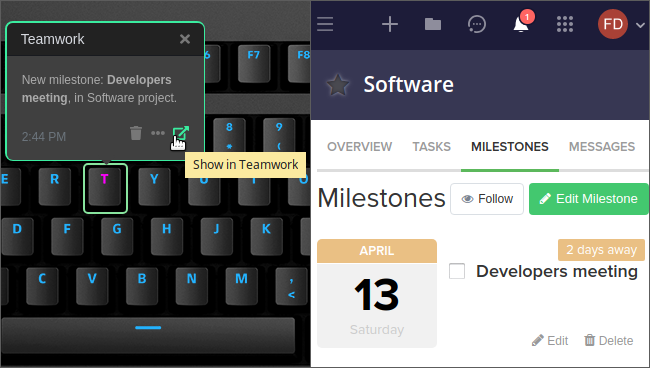 Teamwork
New milestone: Developers
meeting, in Software project.
2:44 PM
Show in Teamwork
F7
F8
8
*
9
(
E
R
T
Y
U
I
D
F
G
H
J
K
C
V
B
N
M
,
<
1
FD
Software
OVERVIEW
TASKS
MILESTONES
MESSAGES
Milestones
Follow
Edit Milestone
APRIL
13
Saturday
2 days away
Developers meeting
Edit
Delete